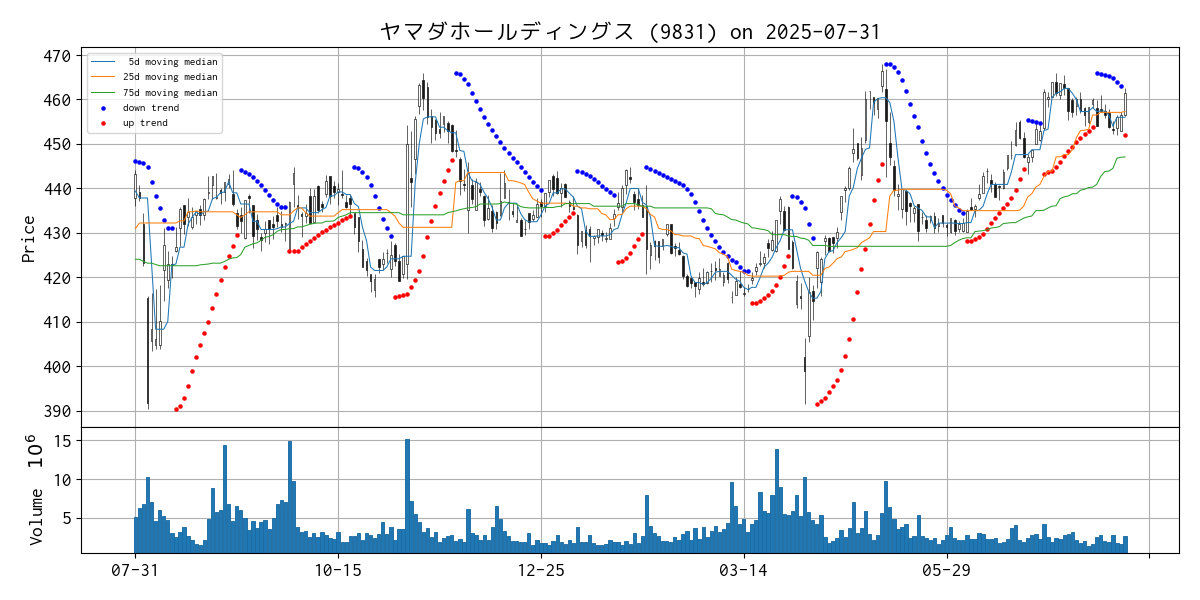 ヤマダホールディングス (9831) on 2025-07-31
470
460
450
440
430
420
410
400
390
Price
5d moving median
25d moving median
75d moving median
down trend
up trend
15
10
5
Volume 10^6
07-31
10-15
12-25
03-14
05-29